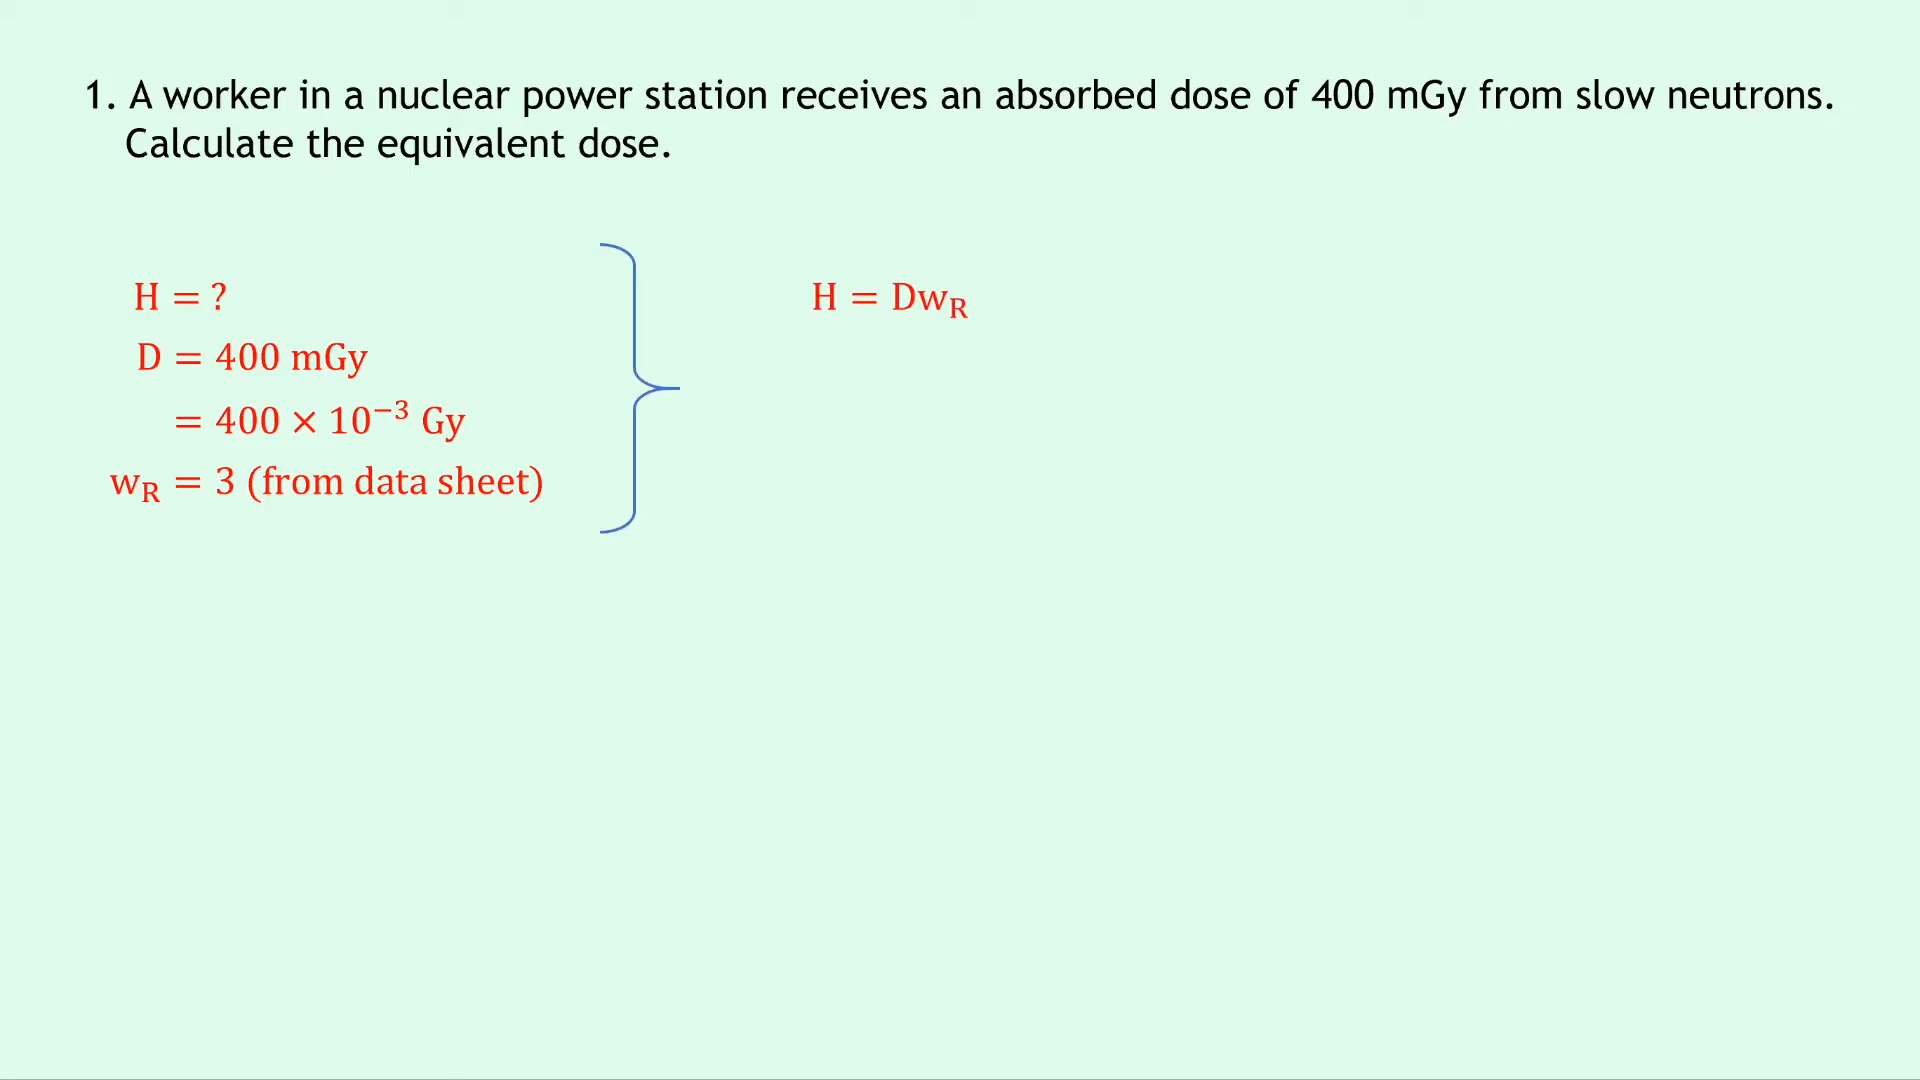 1. A worker in a nuclear power station receives an absorbed dose of 400 mGy from slow neutrons.
Calculate the equivalent dose.
H = ?
D = 400 mGy
= 400 × 10⁻³ Gy
w_R = 3 (from data sheet)
H = Dw_R